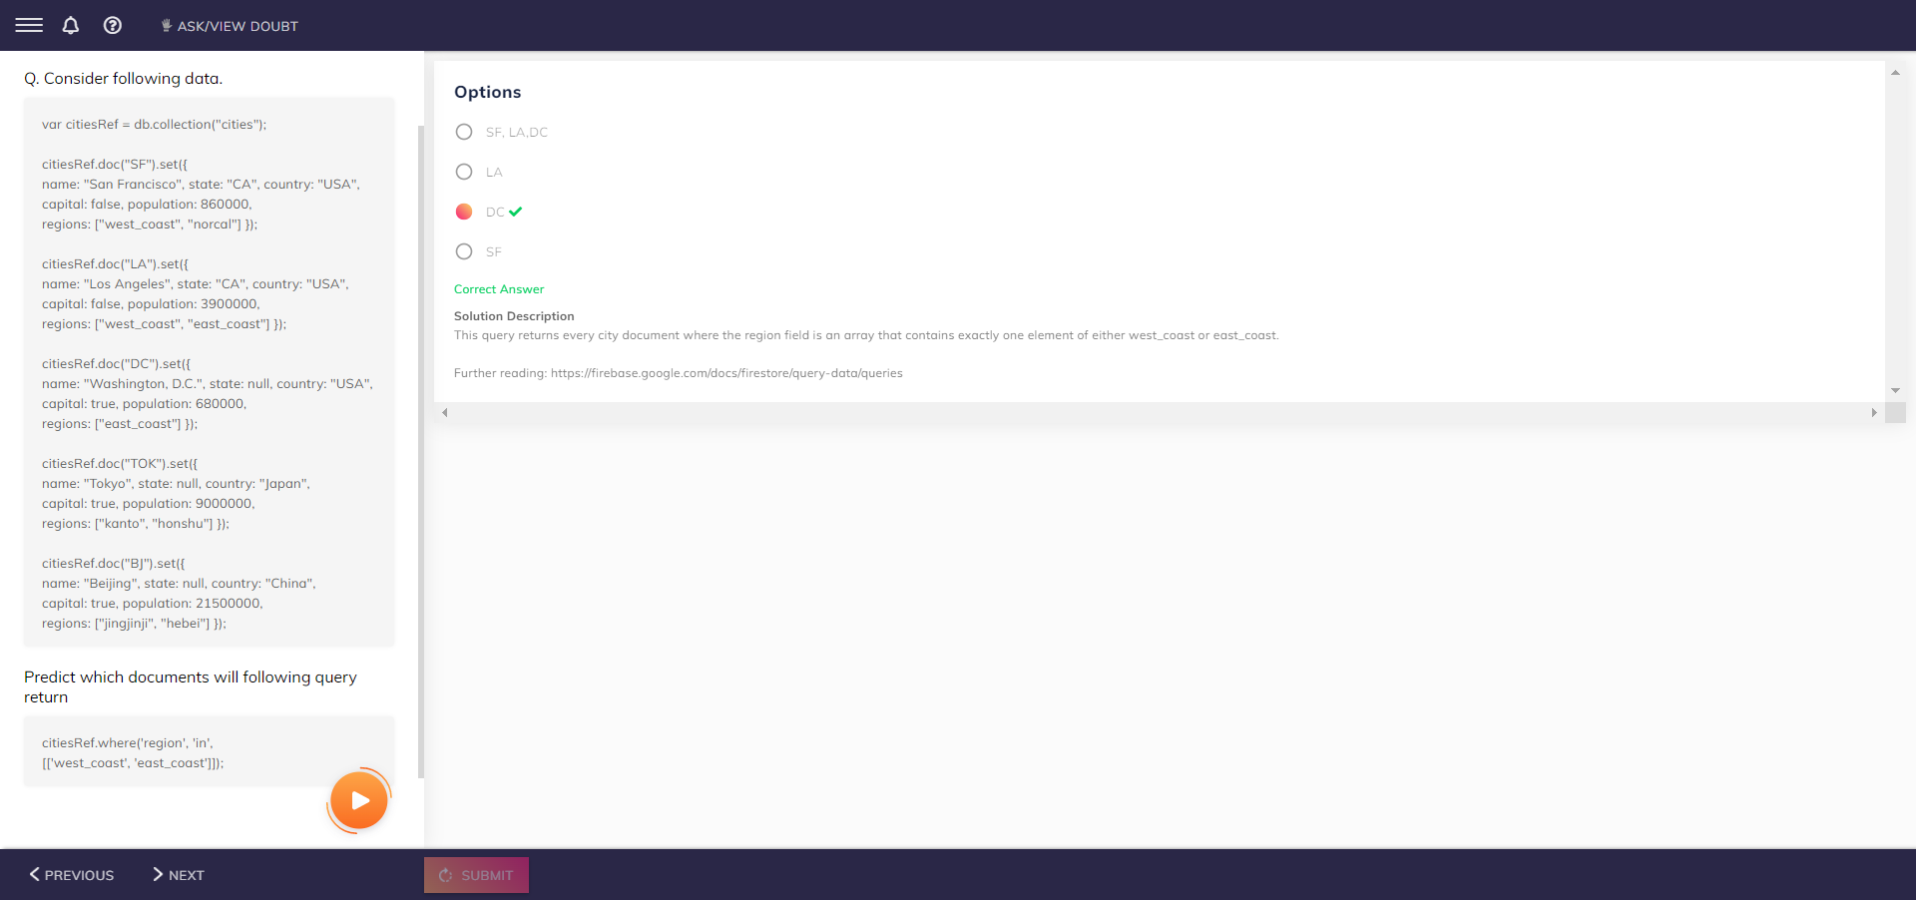 ASK/VIEW DOUBT
Q. Consider following data.
var citiesRef = db.collection("cities");
citiesRef.doc("SF").set({
name: "San Francisco", state: "CA", country: "USA",
capital: false, population: 860000,
regions: ["west_coast", "norcal"] });
citiesRef.doc("LA").set({
name: "Los Angeles", state: "CA", country: "USA",
capital: false, population: 3900000,
regions: ["west_coast", "east_coast"] });
citiesRef.doc("DC").set({
name: "Washington, D.C.", state: null, country: "USA",
capital: true, population: 680000,
regions: ["east_coast"] });
citiesRef.doc("TOK").set({
name: "Tokyo", state: null, country: "Japan",
capital: true, population: 9000000,
regions: ["kanto", "honshu"] });
citiesRef.doc("BJ").set({
name: "Beijing", state: null, country: "China",
capital: true, population: 21500000,
regions: ["jingjinji", "hebei"] });
Predict which documents will following query
return
citiesRef.where('region', 'in',
[['west_coast', 'east_coast']]);
Options
SF, LA,DC
LA
DC
SF
Correct Answer
Solution Description
This query returns every city document where the region field is an array that contains exactly one element of either west_coast or east_coast.
Further reading: https://firebase.google.com/docs/firestore/query-data/queries
PREVIOUS
NEXT
SUBMIT